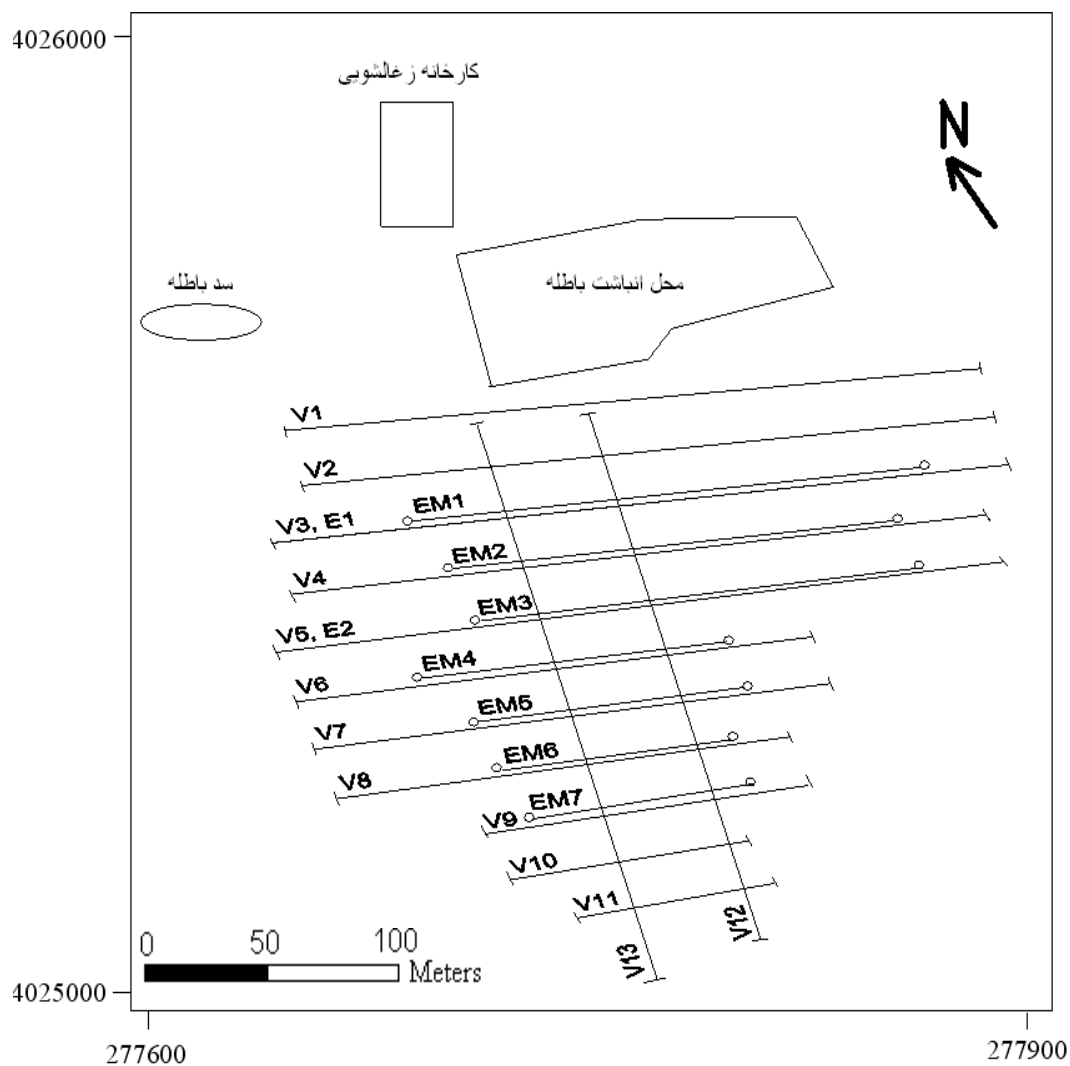 4026000
کارخانه زغالشویی
N
سد باطله
محل انباشت باطله
V1
V2
EM1
V3, E1
EM2
V4
EM3
V5, E2
EM4
V6
EM5
V7
EM6
V8
EM7
V9
V10
V11
V12
V13
0 50 100
Meters
4025000
277600 277900